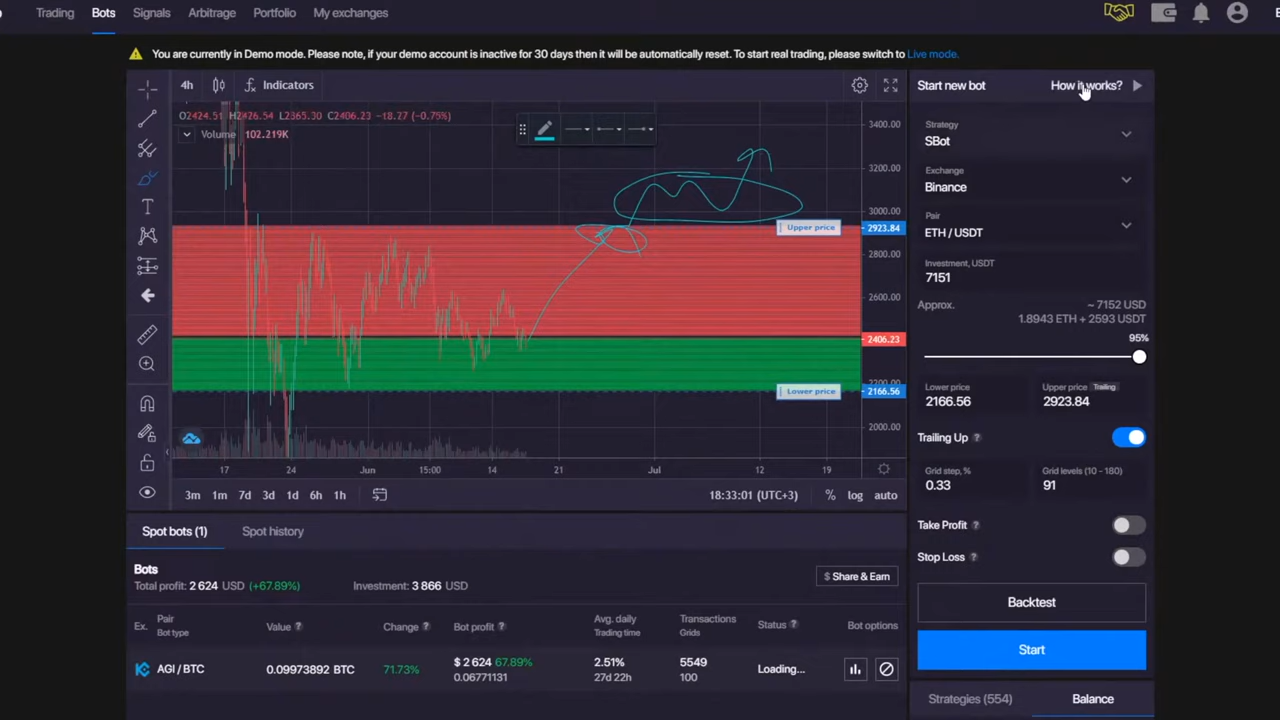 Trading Bots Signals Arbitrage Portfolio My exchanges
You are currently in Demo mode. Please note, if your demo account is inactive for 30 days then it will be automatically reset. To start real trading, please switch to Live mode.
4h Indicators
O2424.51 H2426.54 L2365.30 C2406.23 −18.27 (−0.75%)
Volume 102.219K
3400.00
3200.00
3000.00
Upper price 2923.84
2800.00
2600.00
2406.23
2200.00
Lower price 2166.56
2000.00
17 24 Jun 15:00 14 21 Jul 12 19
3m 1m 7d 3d 1d 6h 1h 18:33:01 (UTC+3) % log auto
Start new bot How it works?
Strategy
SBot
Exchange
Binance
Pair
ETH / USDT
Investment, USDT
7151
Approx. ~ 7152 USD
1.8943 ETH + 2593 USDT
95%
Lower price Upper price Trailing
2166.56 2923.84
Trailing Up ?
Grid step, % Grid levels (10 - 180)
0.33 91
Take Profit ?
Stop Loss ?
Backtest
Start
Strategies (554) Balance
Spot bots (1) Spot history
Bots
Total profit: 2 624 USD (+67.89%) Investment: 3 866 USD
$ Share & Earn
Ex. Pair Value ? Change ? Bot profit ? Avg. daily Transactions Status ? Bot options
Bot type Trading time Grids
AGI / BTC 0.09973892 BTC 71.73% $ 2 624 67.89% 2.51% 5549 Loading...
0.06771131 27d 22h 100